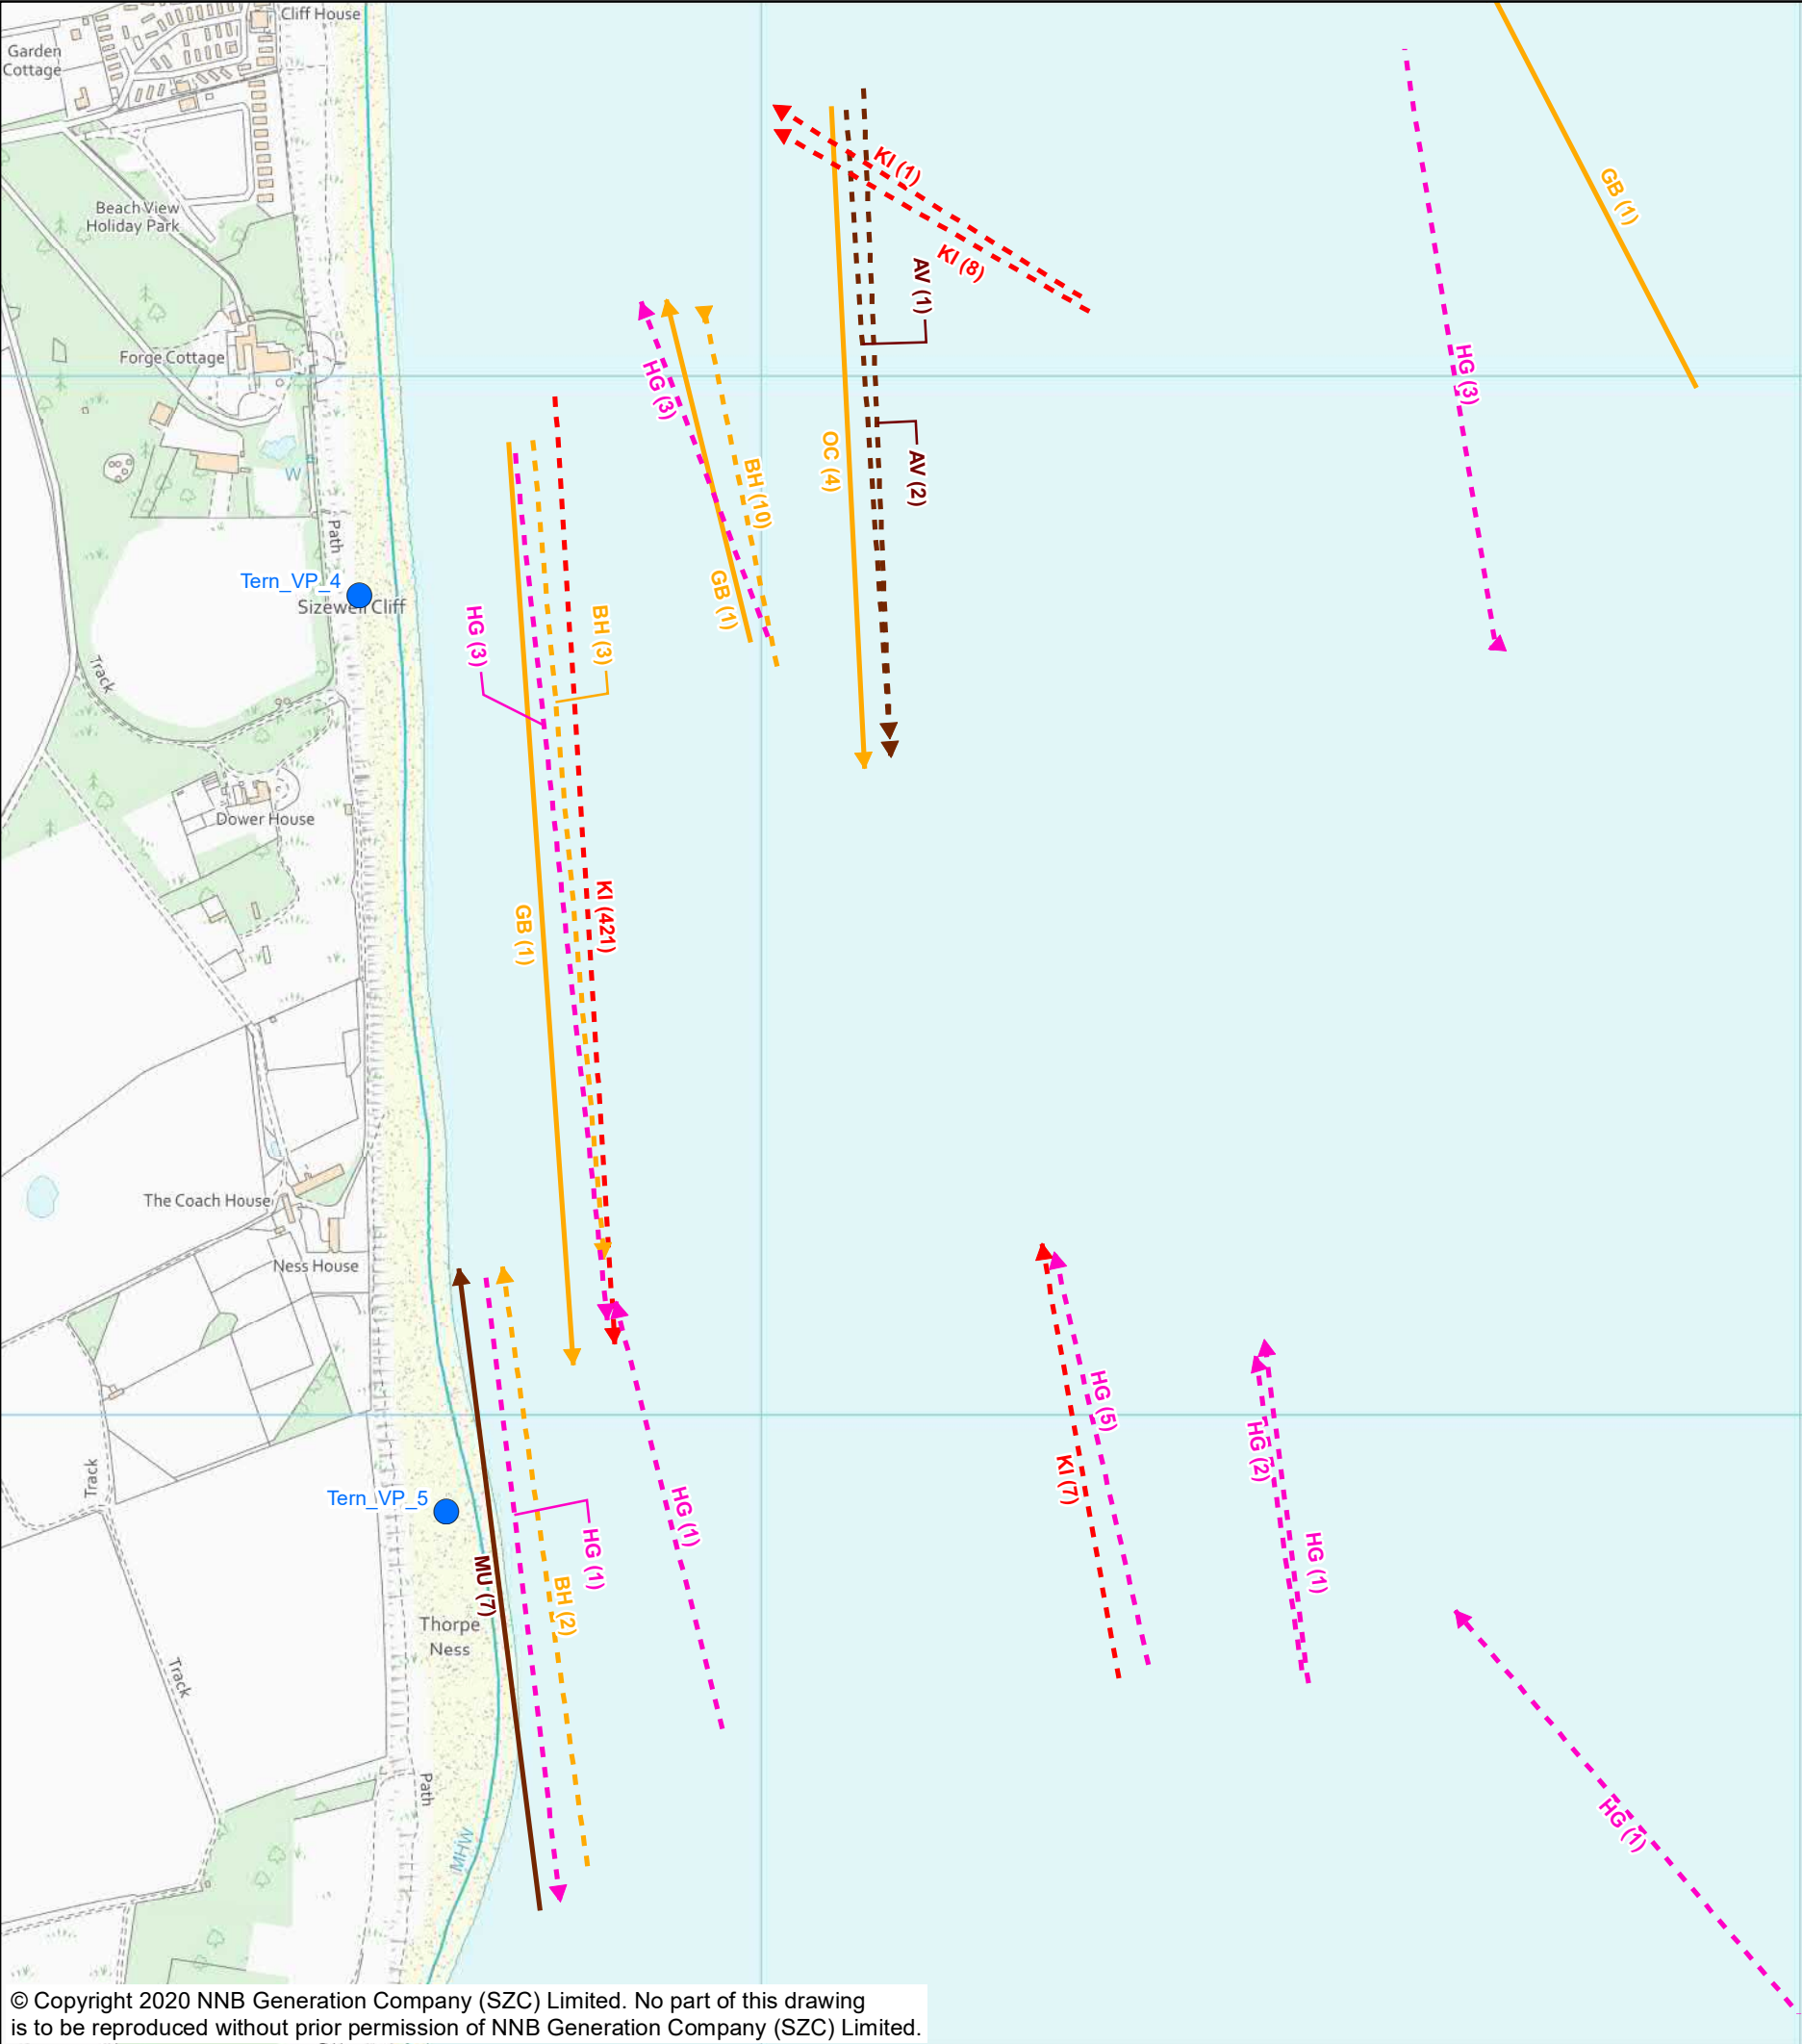 Cliff House
Garden
Cottage
GB (1)
KI (1)
Beach View
Holiday Park
KI (8)
AV (1)
Forge Cottage
HG (3)
HG (3)
OC (4)
AV (2)
BH (10)
W
Path
Tern_VP_4
Sizewell Cliff
GB (1)
HG (3)
BH (3)
Track
Dower House
KI (421)
GB (1)
The Coach House
Ness House
HG (5)
HG (2)
Track
KI (7)
Tern_VP_5
HG (1)
HG (1)
HG (1)
MU (7)
BH (2)
Thorpe
Ness
Track
Path
HG (1)
MHW
© Copyright 2020 NNB Generation Company (SZC) Limited. No part of this drawing
is to be reproduced without prior permission of NNB Generation Company (SZC) Limited.